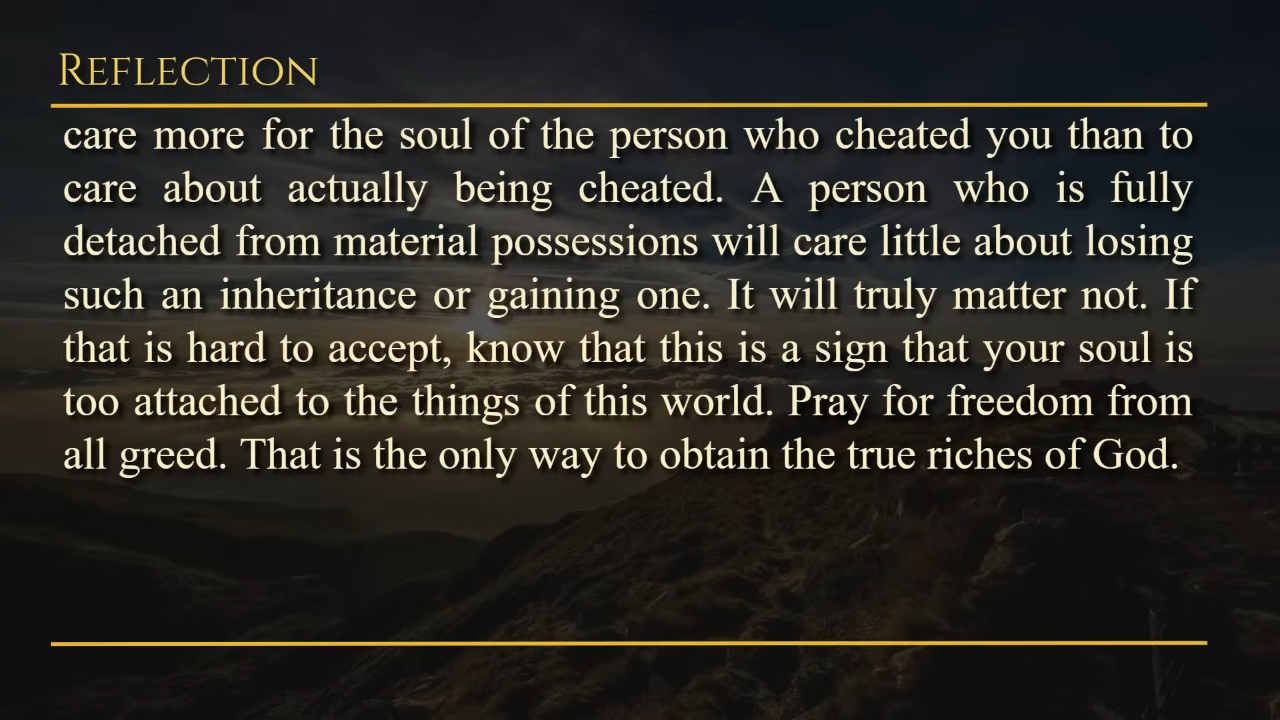 Reflection
care more for the soul of the person who cheated you than to
care about actually being cheated. A person who is fully
detached from material possessions will care little about losing
such an inheritance or gaining one. It will truly matter not. If
that is hard to accept, know that this is a sign that your soul is
too attached to the things of this world. Pray for freedom from
all greed. That is the only way to obtain the true riches of God.